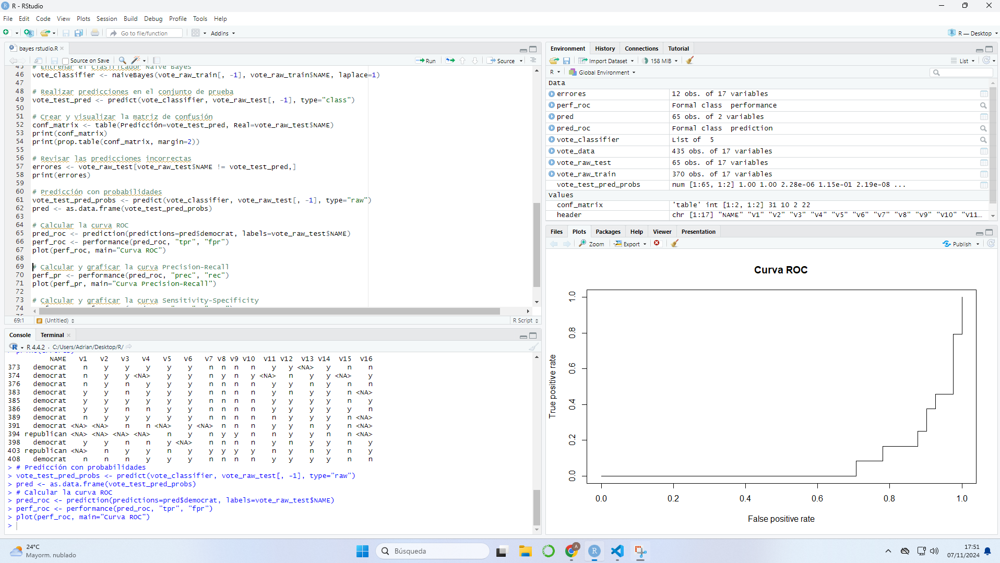 R - RStudio
File Edit Code View Plots Session Build Debug Profile Tools Help
Go to file/function Addins R — Desktop
bayes rstudio.R
Source on Save Run Source
45 # Entrenar el clasificador Naive Bayes
46 vote_classifier <- naiveBayes(vote_raw_train[, -1], vote_raw_train$NAME, laplace=1)
47
48 # Realizar predicciones en el conjunto de prueba
49 vote_test_pred <- predict(vote_classifier, vote_raw_test[, -1], type="class")
50
51 # Crear y visualizar la matriz de confusión
52 conf_matrix <- table(Predicción=vote_test_pred, Real=vote_raw_test$NAME)
53 print(conf_matrix)
54 print(prop.table(conf_matrix, margin=2))
55
56 # Revisar las predicciones incorrectas
57 errores <- vote_raw_test[vote_raw_test$NAME != vote_test_pred,]
58 print(errores)
59
60 # Predicción con probabilidades
61 vote_test_pred_probs <- predict(vote_classifier, vote_raw_test[, -1], type="raw")
62 pred <- as.data.frame(vote_test_pred_probs)
63
64 # Calcular la curva ROC
65 pred_roc <- prediction(predictions=pred$democrat, labels=vote_raw_test$NAME)
66 perf_roc <- performance(pred_roc, "tpr", "fpr")
67 plot(perf_roc, main="Curva ROC")
68
69 # Calcular y graficar la curva Precision-Recall
70 perf_pr <- performance(pred_roc, "prec", "rec")
71 plot(perf_pr, main="Curva Precision-Recall")
72
73 # Calcular y graficar la curva Sensitivity-Specificity
74
75
69:1 # (Untitled) R Script
Console Terminal
R 4.4.2 · C:/Users/Adrian/Desktop/R/
> print(errores)
NAME V1 V2 V3 V4 V5 V6 V7 V8 V9 V10 V11 V12 V13 V14 V15 V16
373 democrat n y y y y y n n n n y y <NA> y n n
374 democrat n y y <NA> y y n y n y <NA> n y y <NA> y
376 democrat n y n y y y n n n n y y n y n n
383 democrat y y n n y y n n n n y n y y n <NA>
385 democrat y y y y y y n n n n y y y y n y
386 democrat y y n n y y n n n n y y y y y n
389 democrat n y y y y y n n n n n y y y n <NA>
391 democrat <NA> <NA> n n <NA> y <NA> n n n y y n y n <NA>
394 republican <NA> <NA> <NA> <NA> n y n y y n n y y n n <NA>
398 democrat y y n n y <NA> n n n n y n y y n y
403 republican <NA> n y y n y y y y y n y n y n y
408 democrat n n n y y y n n n n y y y y n n
> # Predicción con probabilidades
> vote_test_pred_probs <- predict(vote_classifier, vote_raw_test[, -1], type="raw")
> pred <- as.data.frame(vote_test_pred_probs)
> # Calcular la curva ROC
> pred_roc <- prediction(predictions=pred$democrat, labels=vote_raw_test$NAME)
> perf_roc <- performance(pred_roc, "tpr", "fpr")
> plot(perf_roc, main="Curva ROC")
>
Environment History Connections Tutorial
Import Dataset 158 MiB List
R Global Environment
Data
errores 12 obs. of 17 variables
perf_roc Formal class performance
pred 65 obs. of 2 variables
pred_roc Formal class prediction
vote_classifier List of 5
vote_data 435 obs. of 17 variables
vote_raw_test 65 obs. of 17 variables
vote_raw_train 370 obs. of 17 variables
vote_test_pred_probs num [1:65, 1:2] 1.00 1.00 2.28e-06 1.15e-01 2.19e-08 ...
Values
conf_matrix 'table' int [1:2, 1:2] 31 10 2 22
header chr [1:17] "NAME" "V1" "V2" "V3" "V4" "V5" "V6" "V7" "V8" "V9" "V10" "V11...
Files Plots Packages Help Viewer Presentation
Zoom Export Publish
Curva ROC
True positive rate
1.0
0.8
0.6
0.4
0.2
0.0
0.0 0.2 0.4 0.6 0.8 1.0
False positive rate
24°C
Mayorm. nublado
Búsqueda
A
17:51
07/11/2024